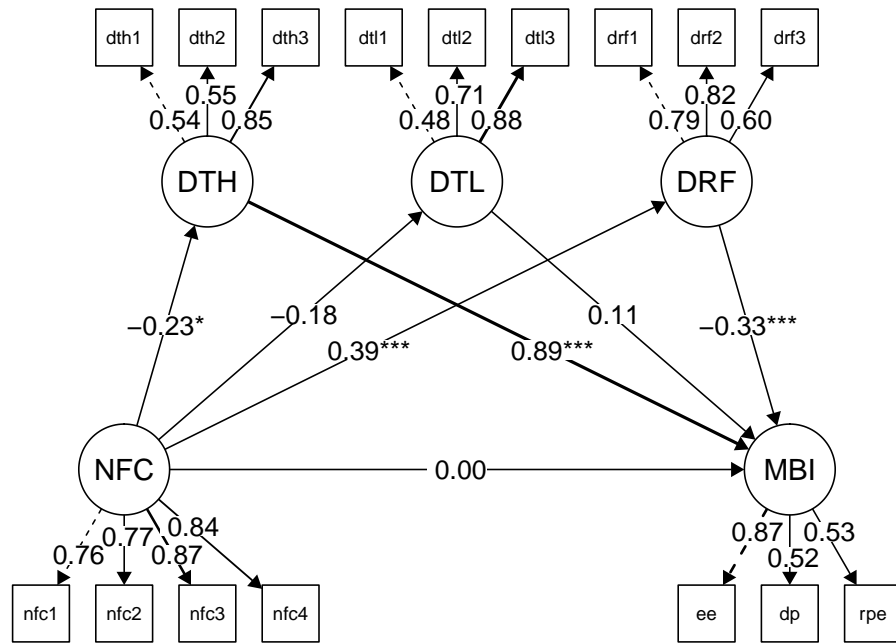 dth1 dth2 dth3 dtl1 dtl2 dtl3 drf1 drf2 drf3
0.54 0.55 0.85 0.48 0.71 0.88 0.79 0.82 0.60
DTH DTL DRF
−0.23* −0.18 0.39*** 0.89*** 0.11 −0.33***
NFC 0.00 MBI
0.76 0.77 0.87 0.84 0.87 0.52 0.53
nfc1 nfc2 nfc3 nfc4 ee dp rpe